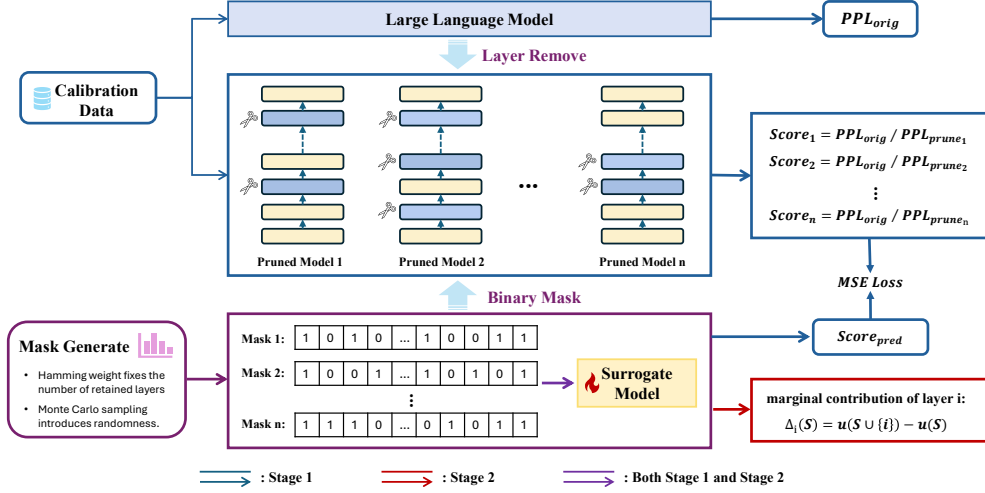 Large Language Model
PPL_orig
Layer Remove
Calibration
Data
Score_1 = PPL_orig / PPL_prune_1
Score_2 = PPL_orig / PPL_prune_2
⋮
Score_n = PPL_orig / PPL_prune_n
...
Pruned Model 1
Pruned Model 2
Pruned Model n
MSE Loss
Binary Mask
Mask Generate
• Hamming weight fixes the
number of retained layers
• Monte Carlo sampling
introduces randomness.
Mask 1: 1 0 1 0 ... 1 0 0 1 1
Mask 2: 1 0 0 1 ... 1 0 1 0 1
⋮
Mask n: 1 1 1 0 ... 0 1 0 1 1
Surrogate
Model
Score_pred
marginal contribution of layer i:
Δ_i(S) = u(S ∪ {i}) − u(S)
: Stage 1
: Stage 2
: Both Stage 1 and Stage 2